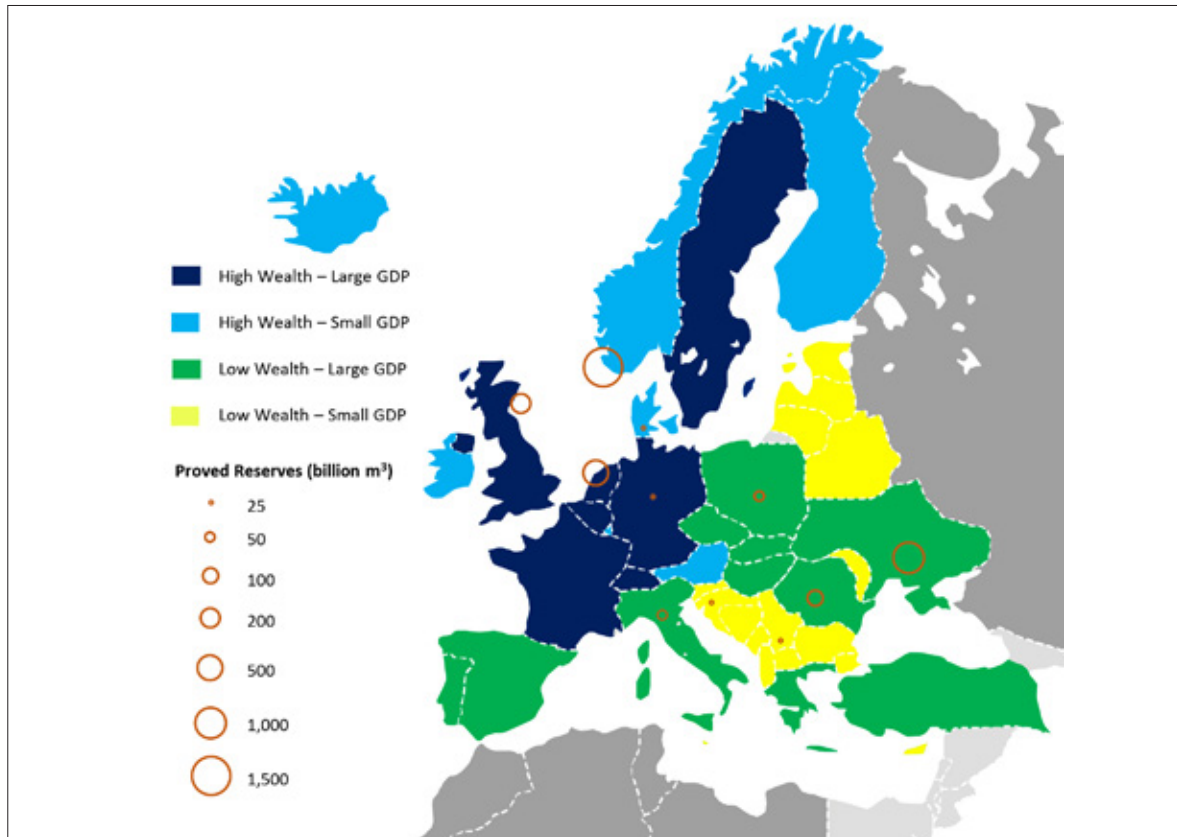 High Wealth – Large GDP
High Wealth – Small GDP
Low Wealth – Large GDP
Low Wealth – Small GDP
Proved Reserves (billion m³)
25
50
100
200
500
1,000
1,500